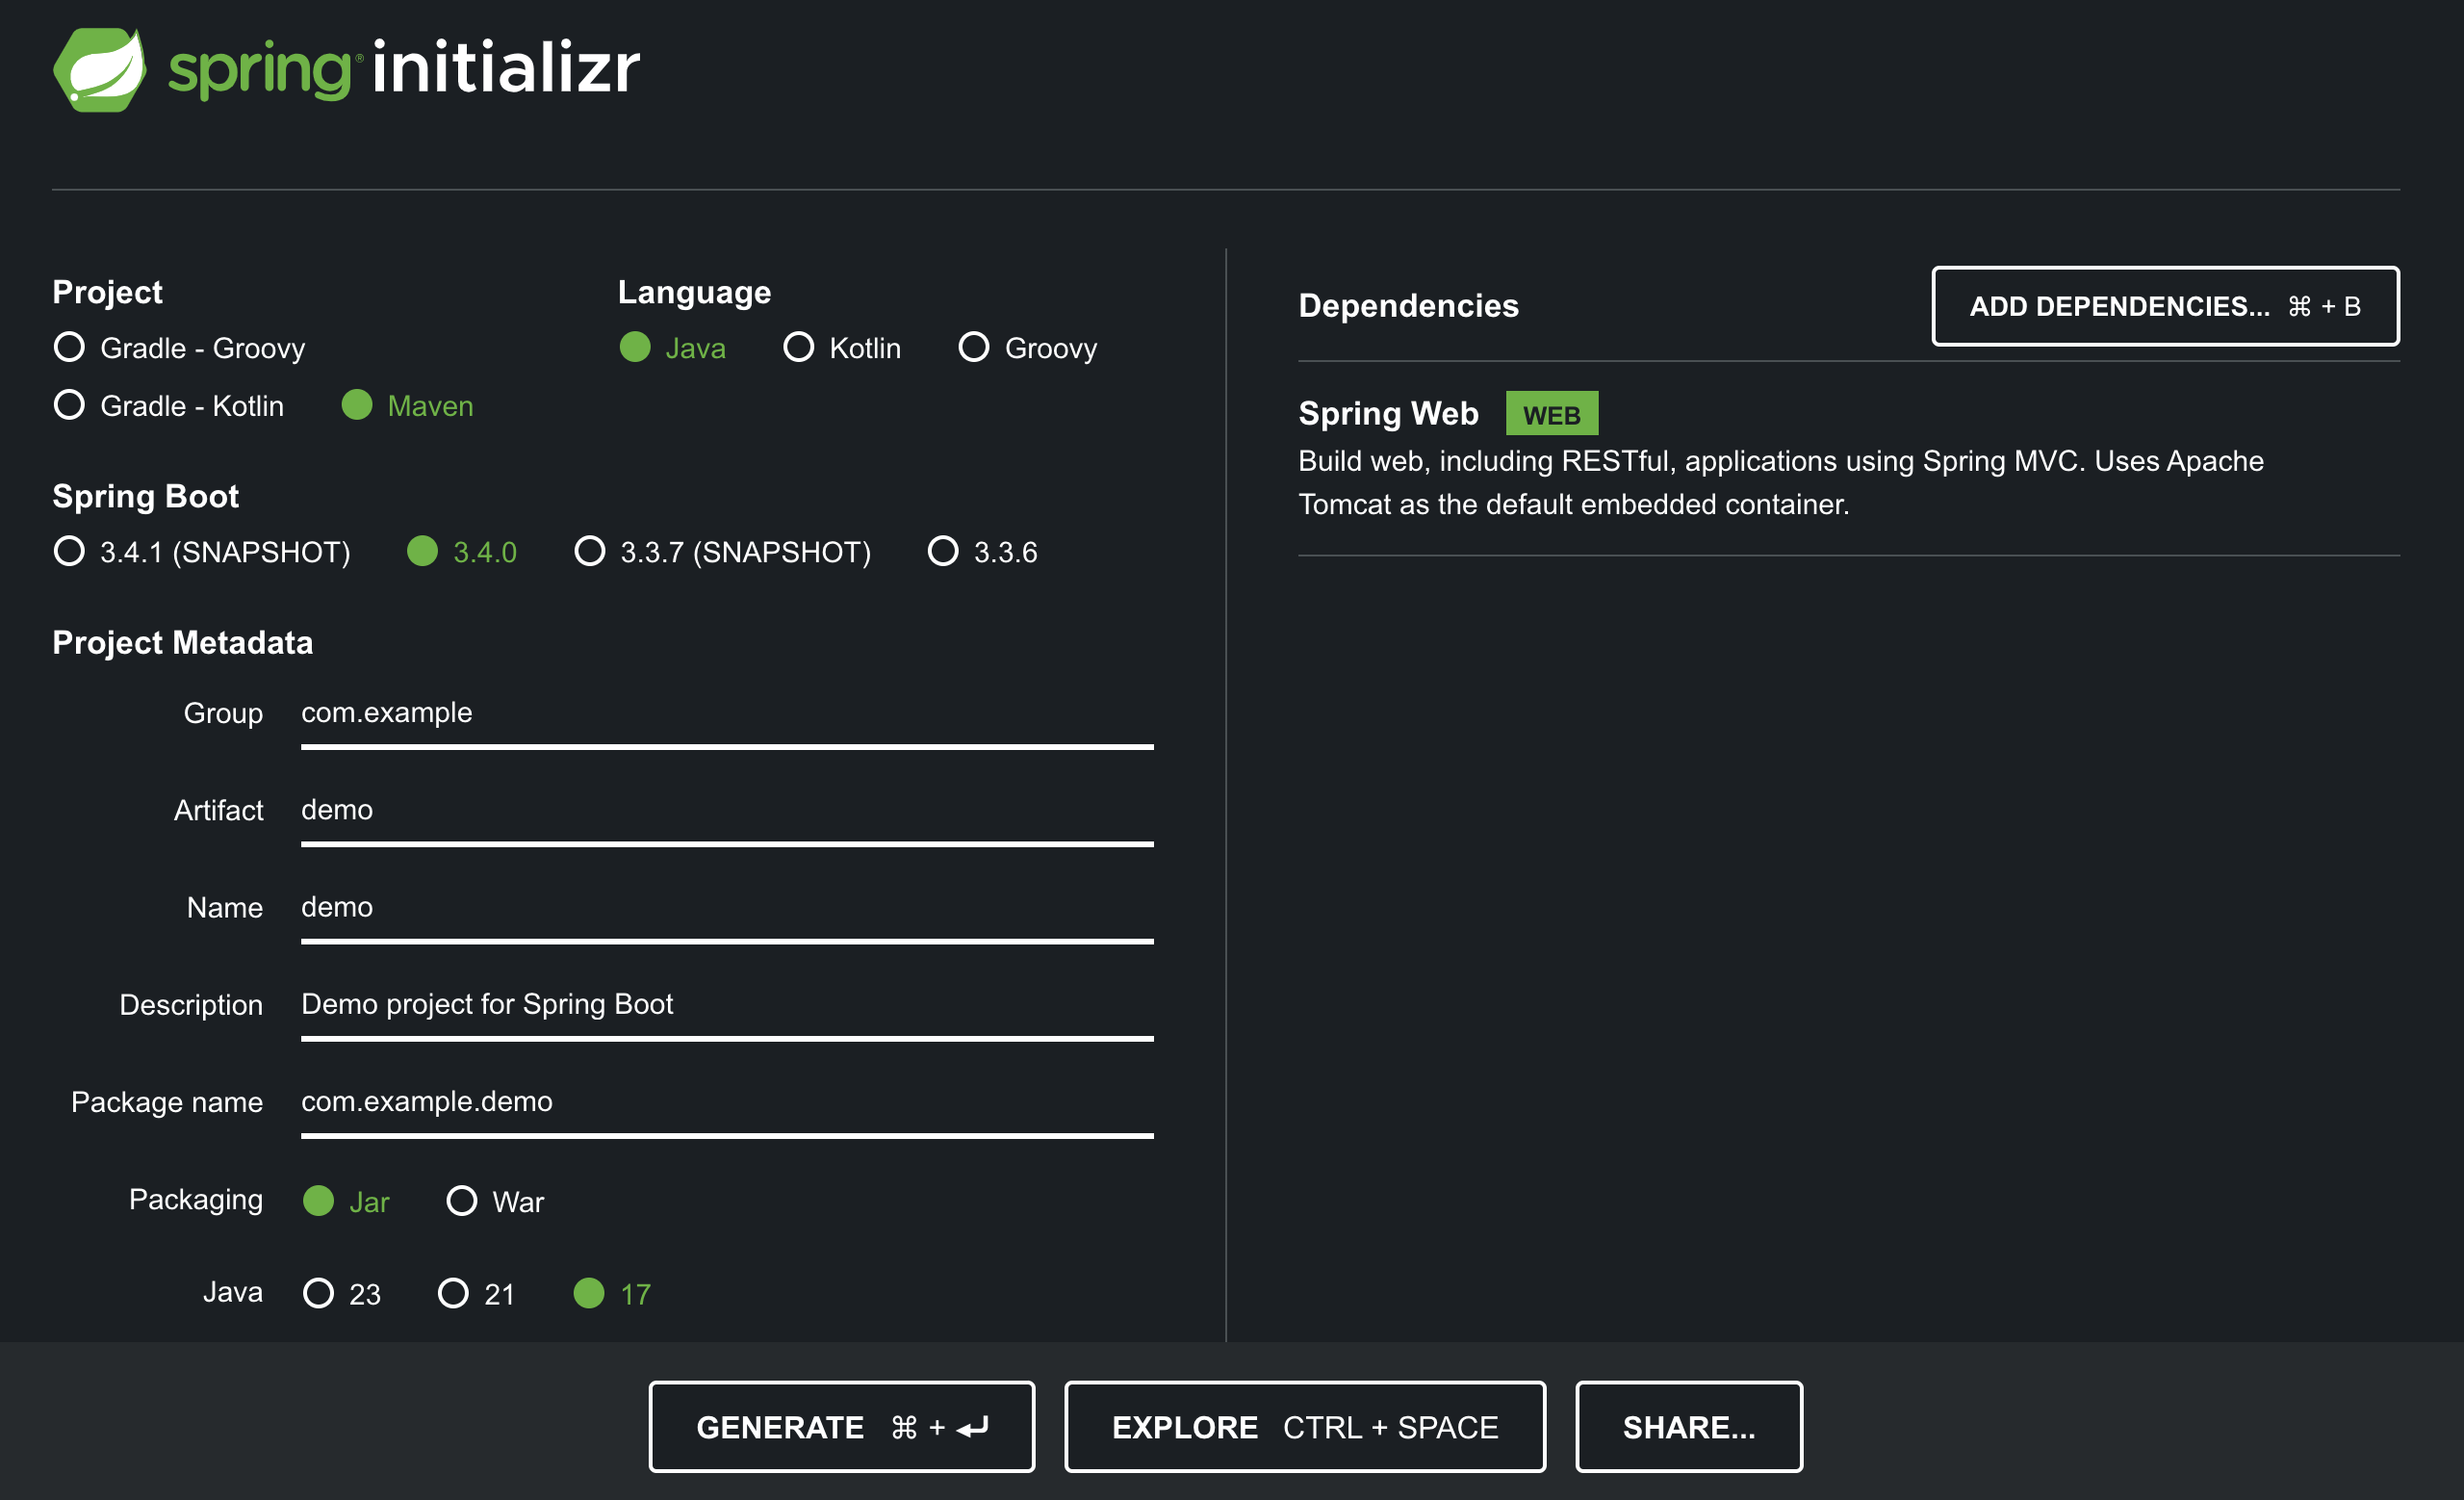 spring® initializr
Project
Gradle - Groovy
Gradle - Kotlin Maven
Language
Java Kotlin Groovy
Spring Boot
3.4.1 (SNAPSHOT) 3.4.0 3.3.7 (SNAPSHOT) 3.3.6
Project Metadata
Group com.example
Artifact demo
Name demo
Description Demo project for Spring Boot
Package name com.example.demo
Packaging Jar War
Java 23 21 17
Dependencies
ADD DEPENDENCIES... ⌘ + B
Spring Web WEB
Build web, including RESTful, applications using Spring MVC. Uses Apache
Tomcat as the default embedded container.
GENERATE ⌘ + ↵
EXPLORE CTRL + SPACE
SHARE...